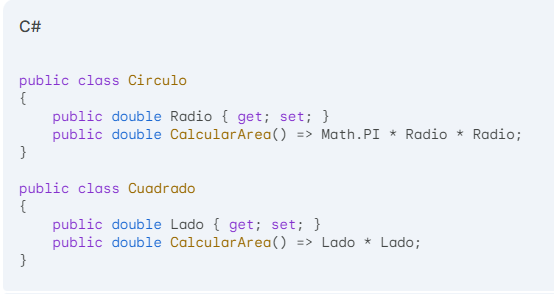 C#
public class Circulo
{
public double Radio { get; set; }
public double CalcularArea() => Math.PI * Radio * Radio;
}
public class Cuadrado
{
public double Lado { get; set; }
public double CalcularArea() => Lado * Lado;
}